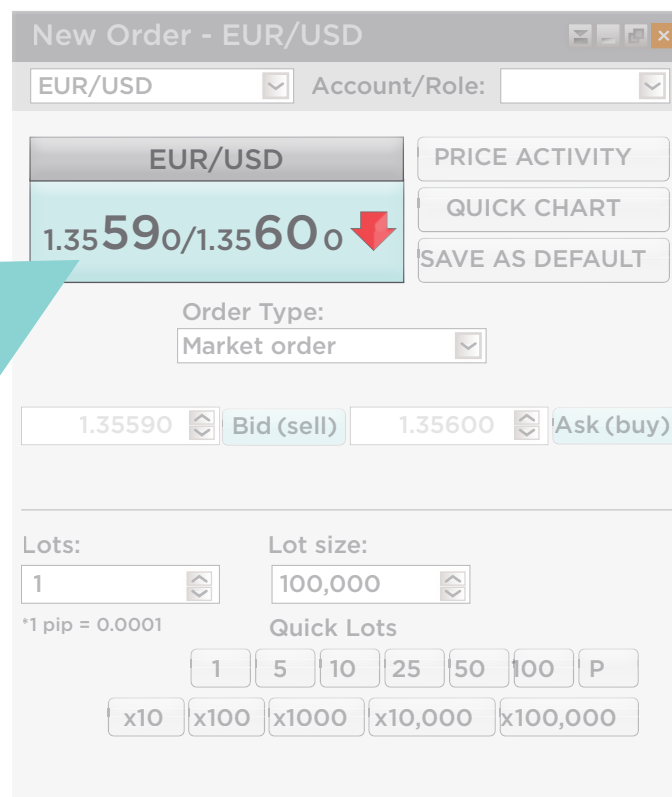 New Order - EUR/USD
EUR/USD Account/Role:
EUR/USD PRICE ACTIVITY
QUICK CHART
1.35590/1.35600
SAVE AS DEFAULT
Order Type:
Market order
1.35590 Bid (sell) 1.35600 Ask (buy)
Lots: Lot size:
1 100,000
*1 pip = 0.0001 Quick Lots
1 5 10 25 50 100 P
x10 x100 x1000 x10,000 x100,000